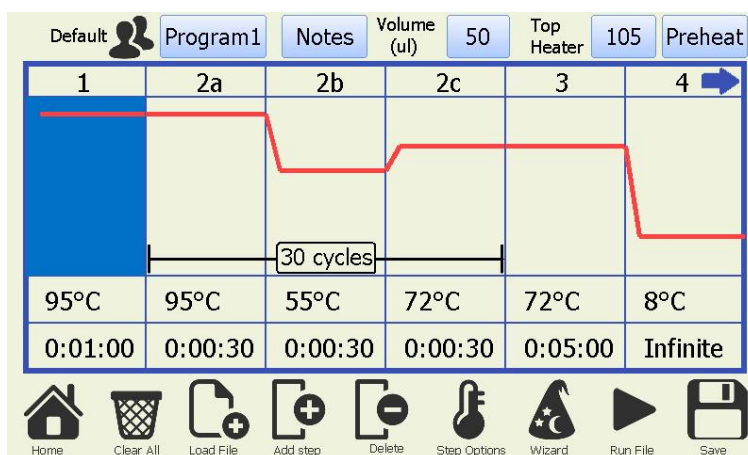 Default Program1 Notes Volume (ul) 50 Top Heater 105 Preheat
1 2a 2b 2c 3 4
30 cycles
95°C 95°C 55°C 72°C 72°C 8°C
0:01:00 0:00:30 0:00:30 0:00:30 0:05:00 Infinite
Home Clear All Load File Add step Delete Step Options Wizard Run File Save